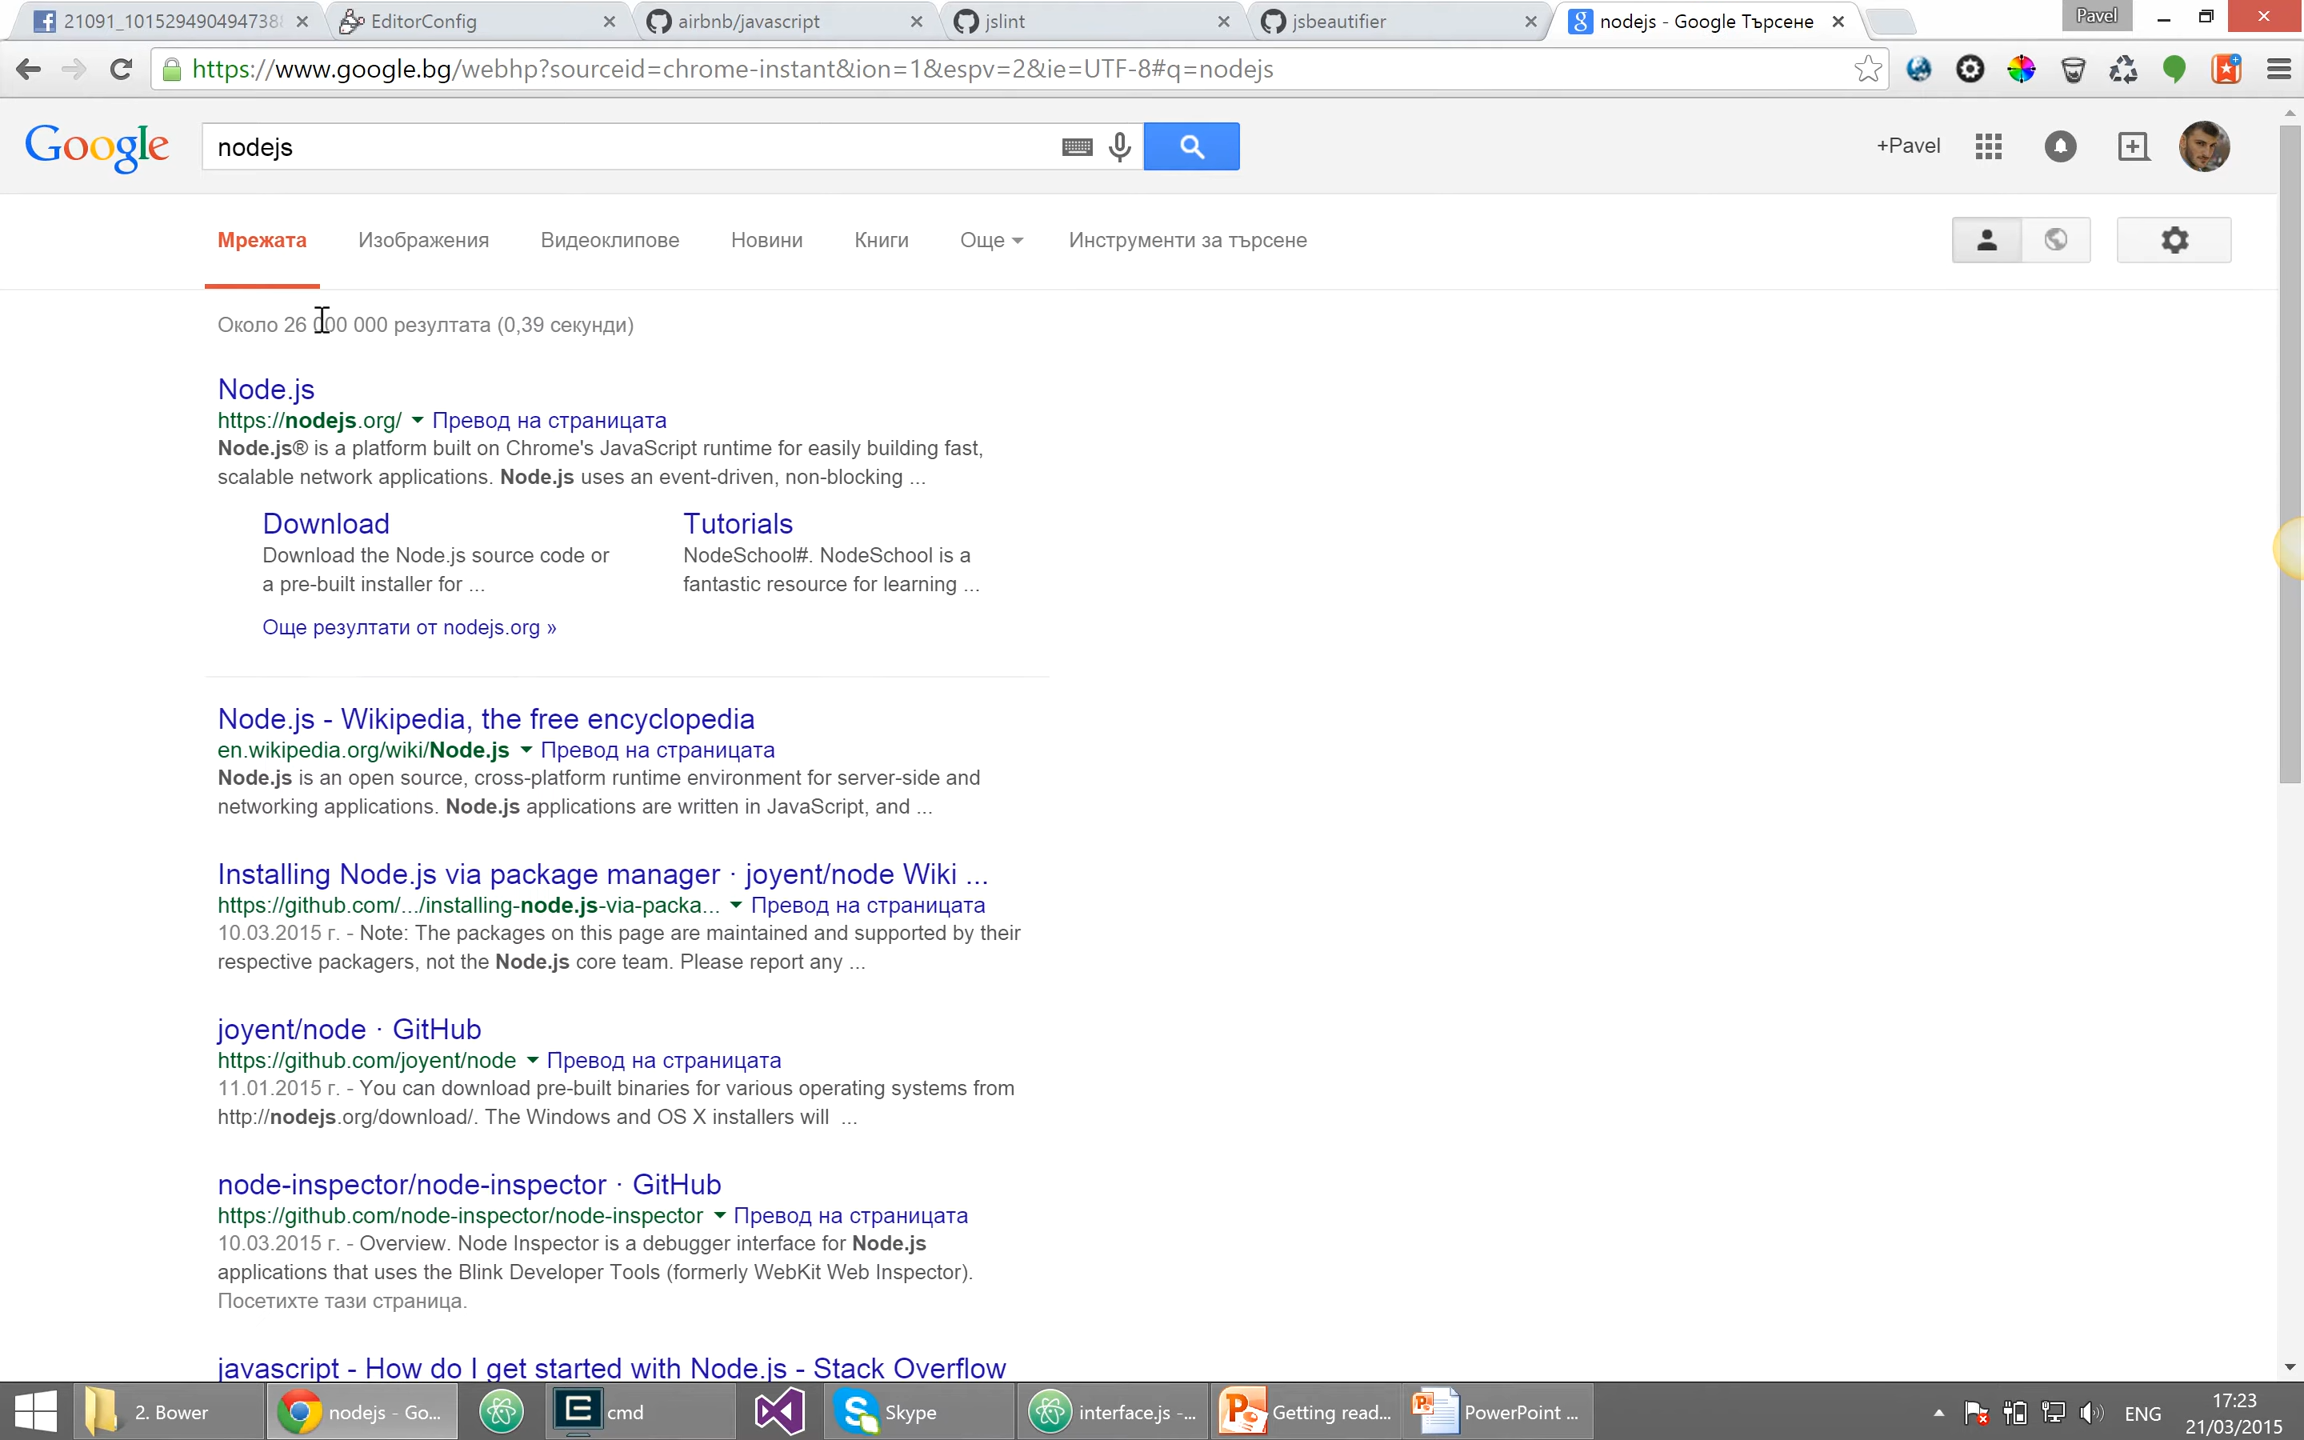 21091_1015294904947388
EditorConfig
airbnb/javascript
jslint
jsbeautifier
nodejs - Google Търсене
Pavel
https://www.google.bg/webhp?sourceid=chrome-instant&ion=1&espv=2&ie=UTF-8#q=nodejs
Google
nodejs
+Pavel
Мрежата
Изображения
Видеоклипове
Новини
Книги
Още
Инструменти за търсене
Около 26 000 000 резултата (0,39 секунди)
Node.js
https://nodejs.org/ Превод на страницата
Node.js® is a platform built on Chrome's JavaScript runtime for easily building fast,
scalable network applications. Node.js uses an event-driven, non-blocking ...
Download
Download the Node.js source code or
a pre-built installer for ...
Tutorials
NodeSchool#. NodeSchool is a
fantastic resource for learning ...
Още резултати от nodejs.org »
Node.js - Wikipedia, the free encyclopedia
en.wikipedia.org/wiki/Node.js Превод на страницата
Node.js is an open source, cross-platform runtime environment for server-side and
networking applications. Node.js applications are written in JavaScript, and ...
Installing Node.js via package manager · joyent/node Wiki ...
https://github.com/.../installing-node.js-via-packa... Превод на страницата
10.03.2015 г. - Note: The packages on this page are maintained and supported by their
respective packagers, not the Node.js core team. Please report any ...
joyent/node · GitHub
https://github.com/joyent/node Превод на страницата
11.01.2015 г. - You can download pre-built binaries for various operating systems from
http://nodejs.org/download/. The Windows and OS X installers will ...
node-inspector/node-inspector · GitHub
https://github.com/node-inspector/node-inspector Превод на страницата
10.03.2015 г. - Overview. Node Inspector is a debugger interface for Node.js
applications that uses the Blink Developer Tools (formerly WebKit Web Inspector).
Посетихте тази страница.
javascript - How do I get started with Node.js - Stack Overflow
2. Bower
nodejs - Go...
cmd
Skype
interface.js -...
Getting read...
PowerPoint ...
ENG
17:23
21/03/2015